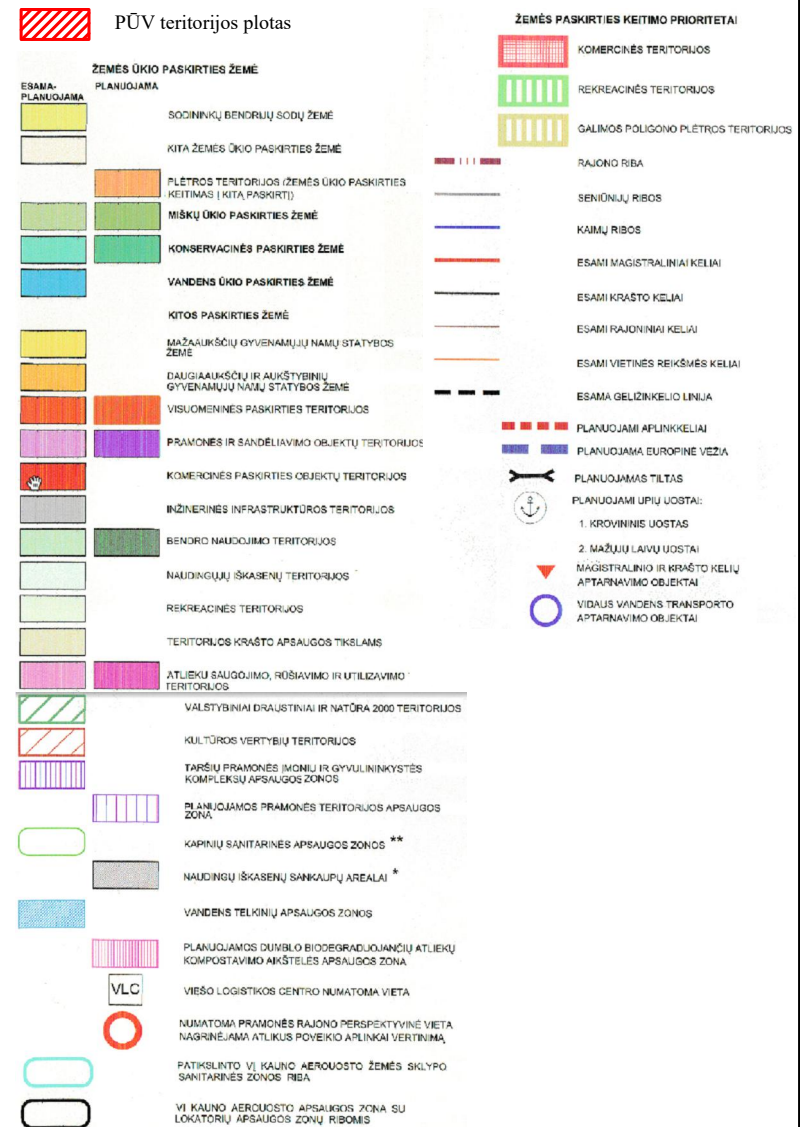 PŪV teritorijos plotas
ŽEMĖS ŪKIO PASKIRTIES ŽEMĖ
ESAMA- PLANUOJAMA
PLANUOJAMA
SODININKŲ BENDRIJŲ SODŲ ŽEMĖ
KITA ŽEMĖS ŪKIO PASKIRTIES ŽEMĖ
PLĖTROS TERITORIJOS (ŽEMĖS ŪKIO PASKIRTIES
KEITIMAS Į KITĄ PASKIRTĮ)
MIŠKŲ ŪKIO PASKIRTIES ŽEMĖ
KONSERVACINĖS PASKIRTIES ŽEMĖ
VANDENS ŪKIO PASKIRTIES ŽEMĖ
KITOS PASKIRTIES ŽEMĖ
MAŽAAUKŠČIŲ GYVENAMŲJŲ NAMŲ STATYBOS
ŽEMĖ
DAUGIAAUKŠČIŲ IR AUKŠTYBINIŲ
GYVENAMŲJŲ NAMŲ STATYBOS ŽEMĖ
VISUOMENINĖS PASKIRTIES TERITORIJOS
PRAMONĖS IR SANDĖLIAVIMO OBJEKTŲ TERITORIJOS
KOMERCINĖS PASKIRTIES OBJEKTŲ TERITORIJOS
INŽINERINĖS INFRASTRUKTŪROS TERITORIJOS
BENDRO NAUDOJIMO TERITORIJOS
NAUDINGŲJŲ IŠKASENŲ TERITORIJOS
REKREACINĖS TERITORIJOS
TERITORIJOS KRAŠTO APSAUGOS TIKSLAMS
ATLIEKŲ SAUGOJIMO, RŪŠIAVIMO IR UTILIZAVIMO
TERITORIJOS
VALSTYBINIAI DRAUSTINIAI IR NATŪRA 2000 TERITORIJOS
KULTŪROS VERTYBIŲ TERITORIJOS
TARŠIŲ PRAMONĖS ĮMONIŲ IR GYVULININKYSTĖS
KOMPLEKSŲ APSAUGOS ZONOS
PLANUOJAMOS PRAMONĖS TERITORIJOS APSAUGOS
ZONA
KAPINIŲ SANITARINĖS APSAUGOS ZONOS **
NAUDINGŲ IŠKASENŲ SANKAUPŲ AREALAI *
VANDENS TELKINIŲ APSAUGOS ZONOS
PLANUOJAMOS DUMBLO BIODEGRADUOJANČIŲ ATLIEKŲ
KOMPOSTAVIMO AIKŠTELĖS APSAUGOS ZONA
VLC
VIEŠO LOGISTIKOS CENTRO NUMATOMA VIETA
NUMATOMA PRAMONĖS RAJONO PERSPEKTYVINĖ VIETA
NAGRINĖJAMA ATLIKUS POVEIKIO APLINKAI VERTINIMĄ
PATIKSLINTO VĮ KAUNO AEROUOSTO ŽEMĖS SKLYPO
SANITARINĖS ZONOS RIBA
VĮ KAUNO AEROUOSTO APSAUGOS ZONA SU
LOKATORIŲ APSAUGOS ZONŲ RIBOMIS
ŽEMĖS PASKIRTIES KEITIMO PRIORITETAI
KOMERCINĖS TERITORIJOS
REKREACINĖS TERITORIJOS
GALIMOS POLIGONO PLĖTROS TERITORIJOS
RAJONO RIBA
SENIŪNIJŲ RIBOS
KAIMŲ RIBOS
ESAMI MAGISTRALINIAI KELIAI
ESAMI KRAŠTO KELIAI
ESAMI RAJONINIAI KELIAI
ESAMI VIETINĖS REIKŠMĖS KELIAI
ESAMA GELIŽINKELIO LINIJA
PLANUOJAMI APLINKKELIAI
PLANUOJAMA EUROPINĖ VĖŽIA
PLANUOJAMAS TILTAS
PLANUOJAMI UPIŲ UOSTAI:
1. KROVININIS UOSTAS
2. MAŽŲJŲ LAIVŲ UOSTAI
MAGISTRALINIO IR KRAŠTO KELIŲ
APTARNAVIMO OBJEKTAI
VIDAUS VANDENS TRANSPORTO
APTARNAVIMO OBJEKTAI